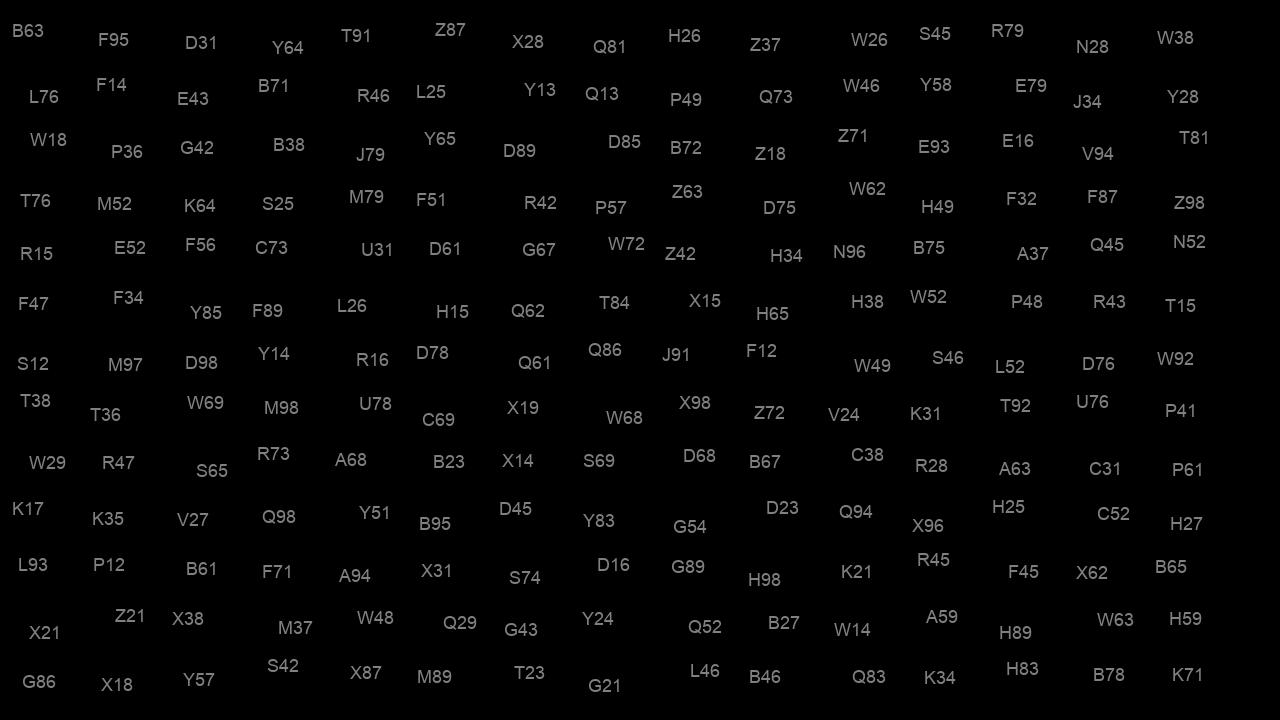 B63 F95 D31 Y64 T91 Z87 X28 Q81 H26 Z37 W26 S45 R79 N28 W38
L76 F14 E43 B71 R46 L25 Y13 Q13 P49 Q73 W46 Y58 E79 J34 Y28
W18 P36 G42 B38 J79 Y65 D89 D85 B72 Z18 Z71 E93 E16 V94 T81
T76 M52 K64 S25 M79 F51 R42 P57 Z63 D75 W62 H49 F32 F87 Z98
R15 E52 F56 C73 U31 D61 G67 W72 Z42 H34 N96 B75 A37 Q45 N52
F47 F34 Y85 F89 L26 H15 Q62 T84 X15 H65 H38 W52 P48 R43 T15
S12 M97 D98 Y14 R16 D78 Q61 Q86 J91 F12 W49 S46 L52 D76 W92
T38 T36 W69 M98 U78 C69 X19 W68 X98 Z72 V24 K31 T92 U76 P41
W29 R47 S65 R73 A68 B23 X14 S69 D68 B67 C38 R28 A63 C31 P61
K17 K35 V27 Q98 Y51 B95 D45 Y83 G54 D23 Q94 X96 H25 C52 H27
L93 P12 B61 F71 A94 X31 S74 D16 G89 H98 K21 R45 F45 X62 B65
X21 Z21 X38 M37 W48 Q29 G43 Y24 Q52 B27 W14 A59 H89 W63 H59
G86 X18 Y57 S42 X87 M89 T23 G21 L46 B46 Q83 K34 H83 B78 K71